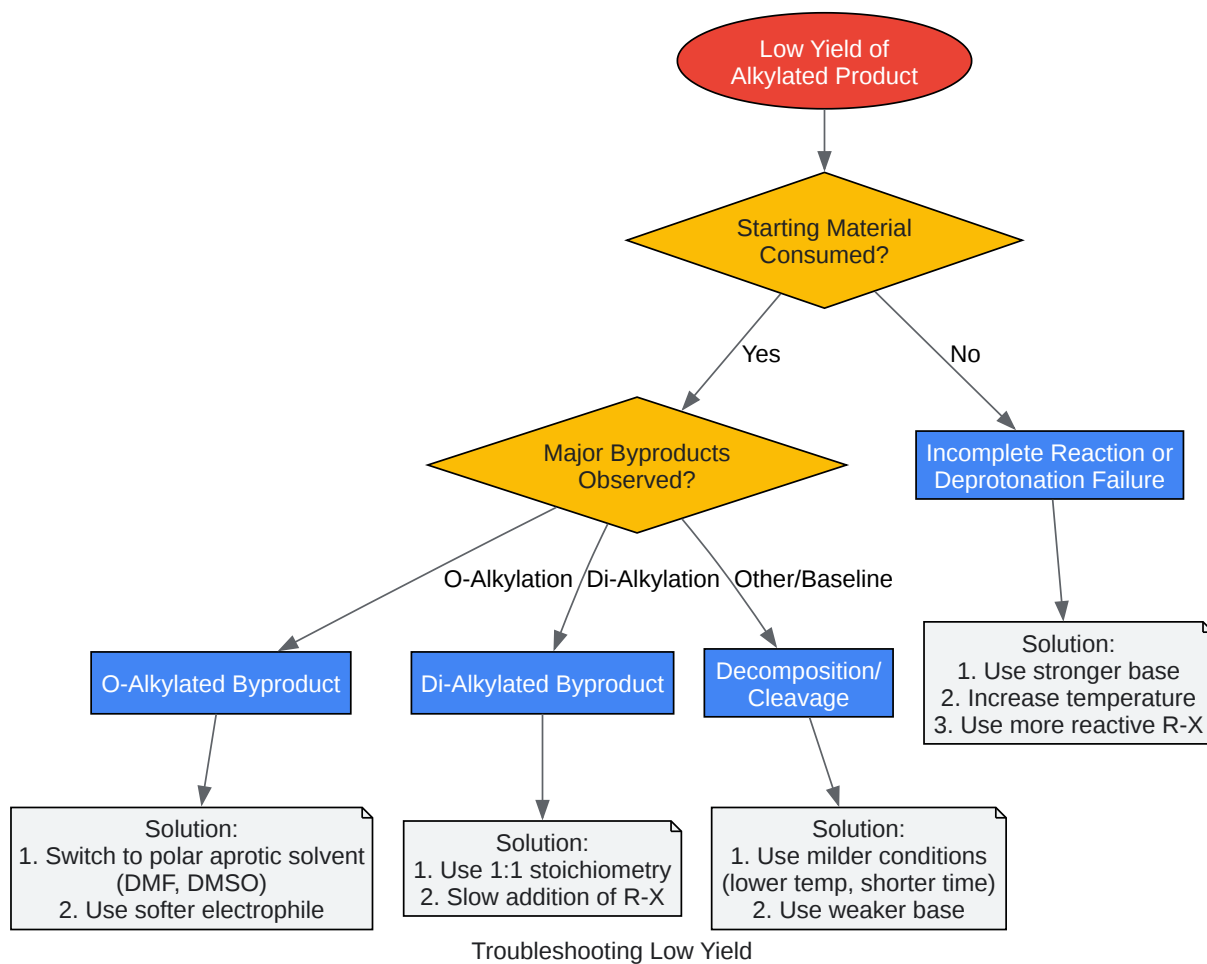 Low Yield of
Alkylated Product
Starting Material
Consumed?
Yes
No
Major Byproducts
Observed?
Incomplete Reaction or
Deprotonation Failure
O-Alkylation
Di-Alkylation
Other/Baseline
O-Alkylated Byproduct
Di-Alkylated Byproduct
Decomposition/
Cleavage
Solution:
1. Use stronger base
2. Increase temperature
3. Use more reactive R-X
Solution:
1. Switch to polar aprotic solvent
(DMF, DMSO)
2. Use softer electrophile
Solution:
1. Use 1:1 stoichiometry
2. Slow addition of R-X
Solution:
1. Use milder conditions
(lower temp, shorter time)
2. Use weaker base
Troubleshooting Low Yield